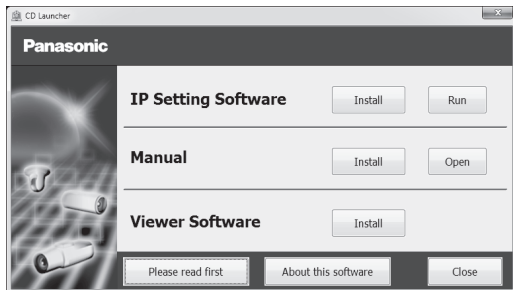 CD Launcher
Panasonic
IP Setting Software Install Run
Manual Install Open
Viewer Software Install
Please read first About this software Close